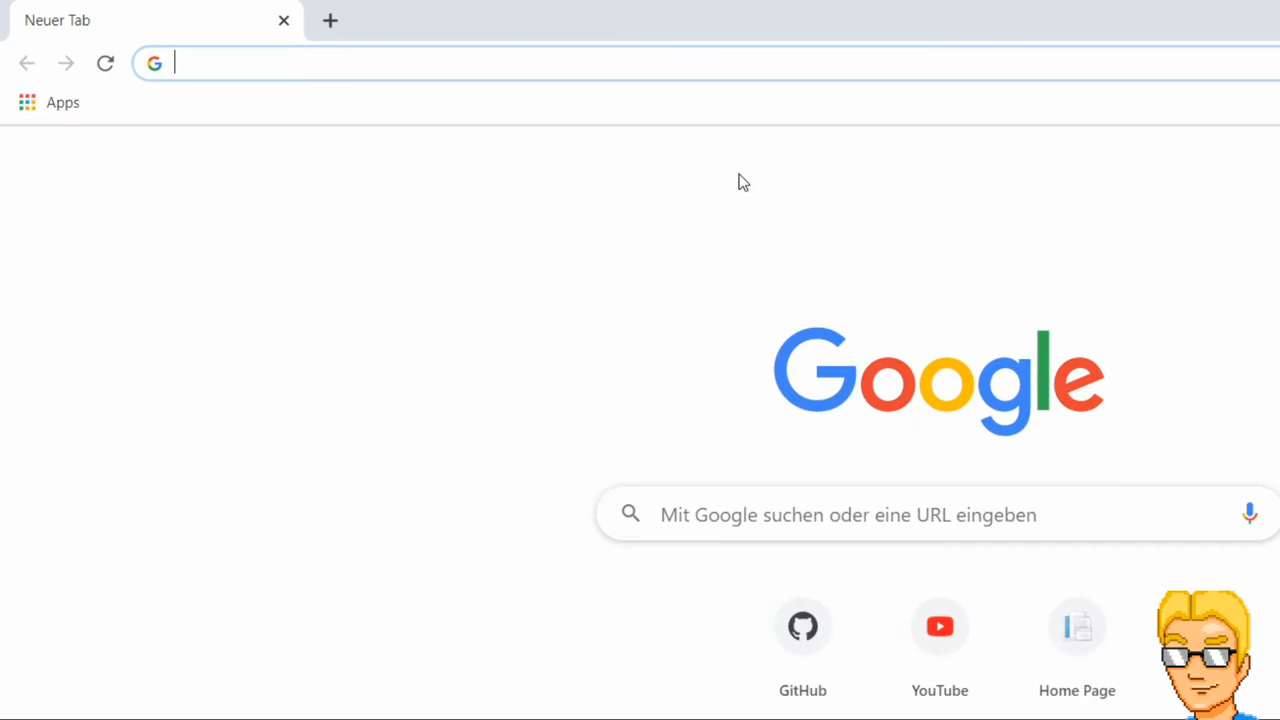 Neuer Tab
Apps
Google
Mit Google suchen oder eine URL eingeben
GitHub
YouTube
Home Page